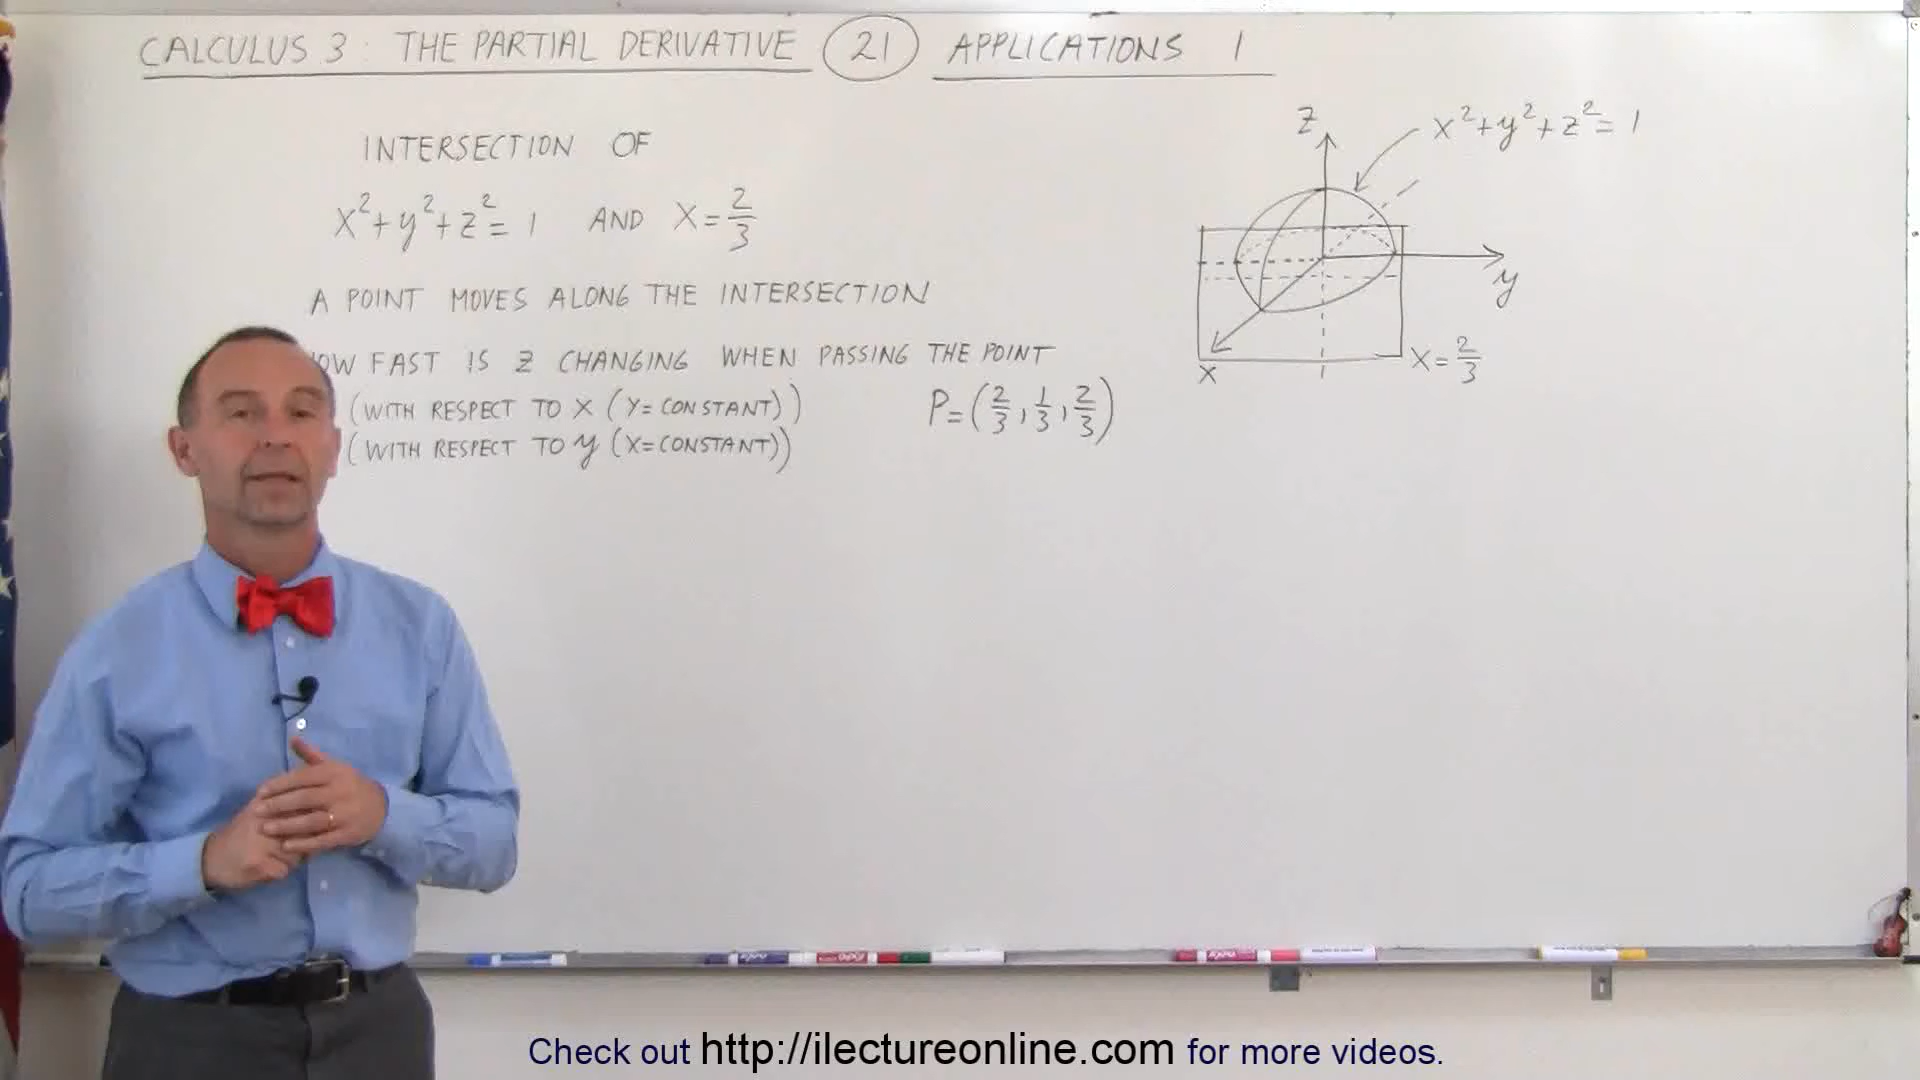 CALCULUS 3: THE PARTIAL DERIVATIVE 21 APPLICATIONS 1
INTERSECTION OF
x²+y²+z²=1 AND X=2/3
A POINT MOVES ALONG THE INTERSECTION
OW FAST IS Z CHANGING WHEN PASSING THE POINT
(WITH RESPECT TO X (Y=CONSTANT))
P=(2/3,1/3,2/3)
(WITH RESPECT TO y (X=CONSTANT))
Z
x²+y²+z²=1
y
X
X=2/3
Check out http://ilectureonline.com for more videos.